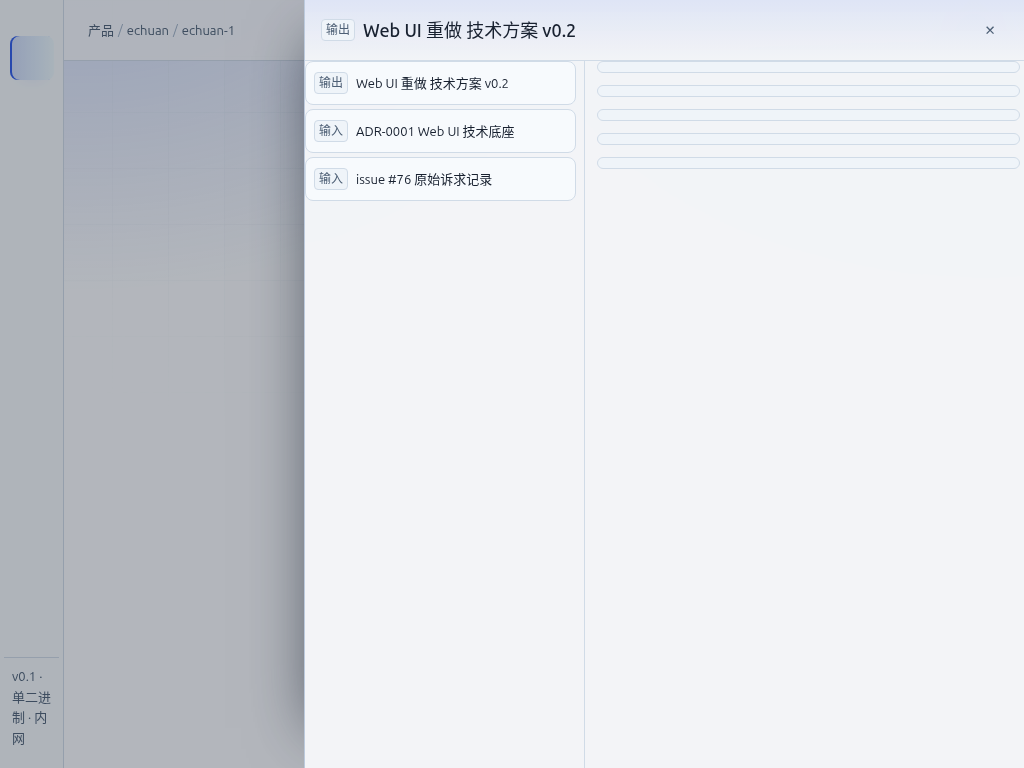 产品 / echuan / echuan-1
输出 Web UI 重做 技术方案 v0.2 ×
输出 Web UI 重做 技术方案 v0.2
输入 ADR-0001 Web UI 技术底座
输入 issue #76 原始诉求记录
v0.1 ·
单二进
制 · 内
网